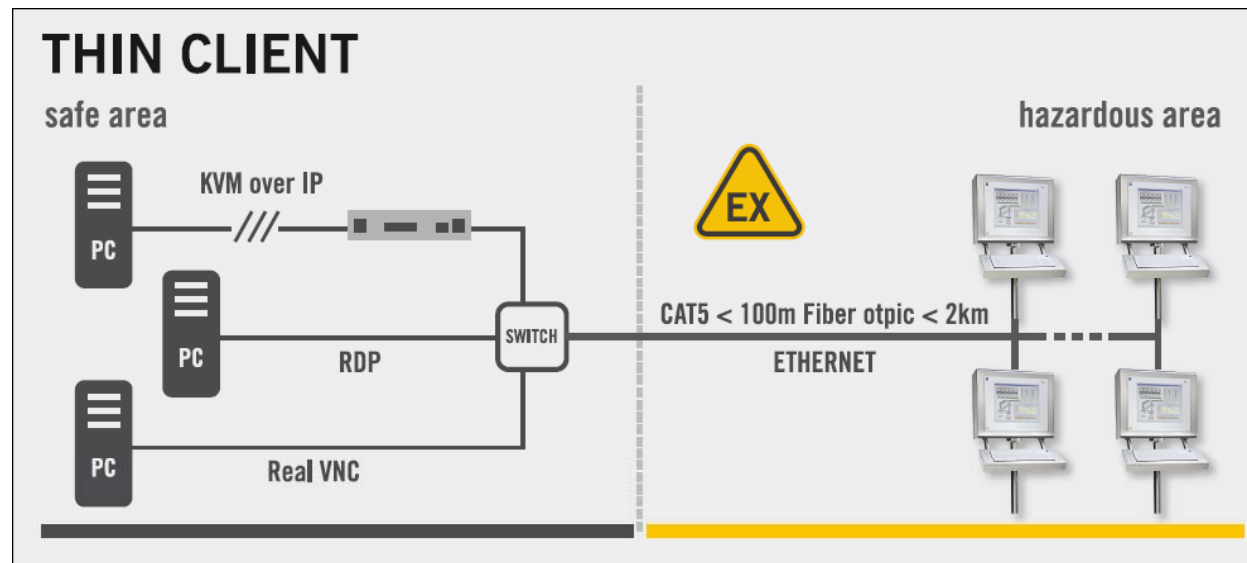 THIN CLIENT
safe area
hazardous area
KVM over IP
PC
EX
PC
RDP
SWITCH
CAT5 < 100m Fiber otpic < 2km
ETHERNET
PC
Real VNC